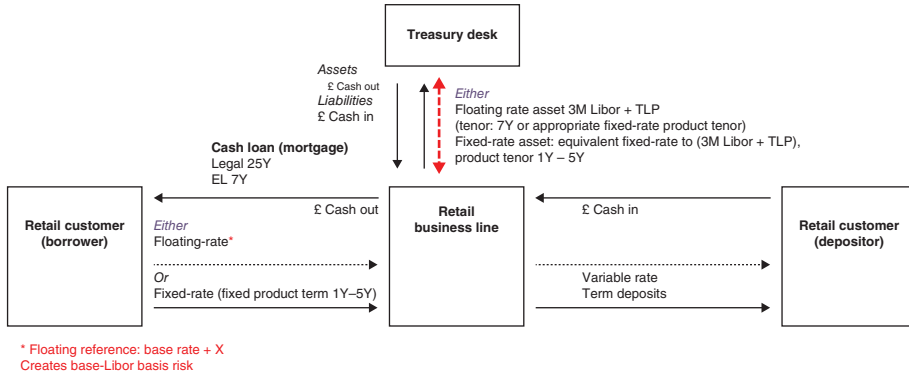 Treasury desk
Assets
£ Cash out
Liabilities
£ Cash in
Either
Floating rate asset 3M Libor + TLP
(tenor: 7Y or appropriate fixed-rate product tenor)
Fixed-rate asset: equivalent fixed-rate to (3M Libor + TLP),
product tenor 1Y – 5Y
Cash loan (mortgage)
Legal 25Y
EL 7Y
£ Cash out
£ Cash in
Retail customer
(borrower)
Either
Floating-rate*
Or
Fixed-rate (fixed product term 1Y–5Y)
Retail
business line
Variable rate
Term deposits
Retail customer
(depositor)
* Floating reference: base rate + X
Creates base-Libor basis risk